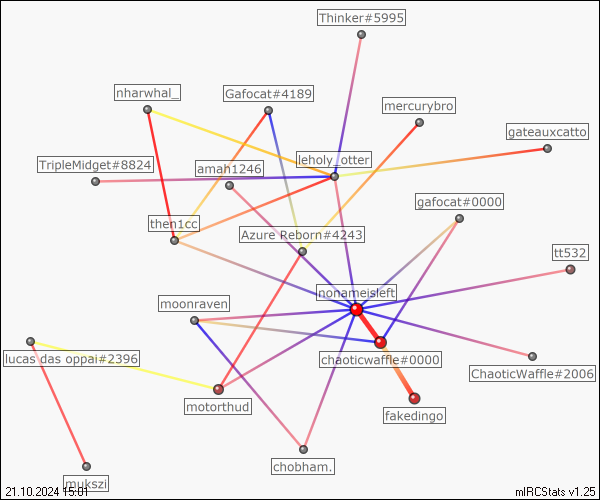 Thinker#5995
nharwhal_
Gafocat#4189
mercurybro
gateauxcatto
TripleMidget#8824
amah1246
leholy_otter
gafocat#0000
then1cc
Azure Reborn#4243
tt532
nonameisleft
moonraven
lucas das oppai#2396
chaoticwaffle#0000
ChaoticWaffle#2006
motorthud
fakedingo
chobham.
mukszi
21.10.2024 15:01
mIRCStats v1.25